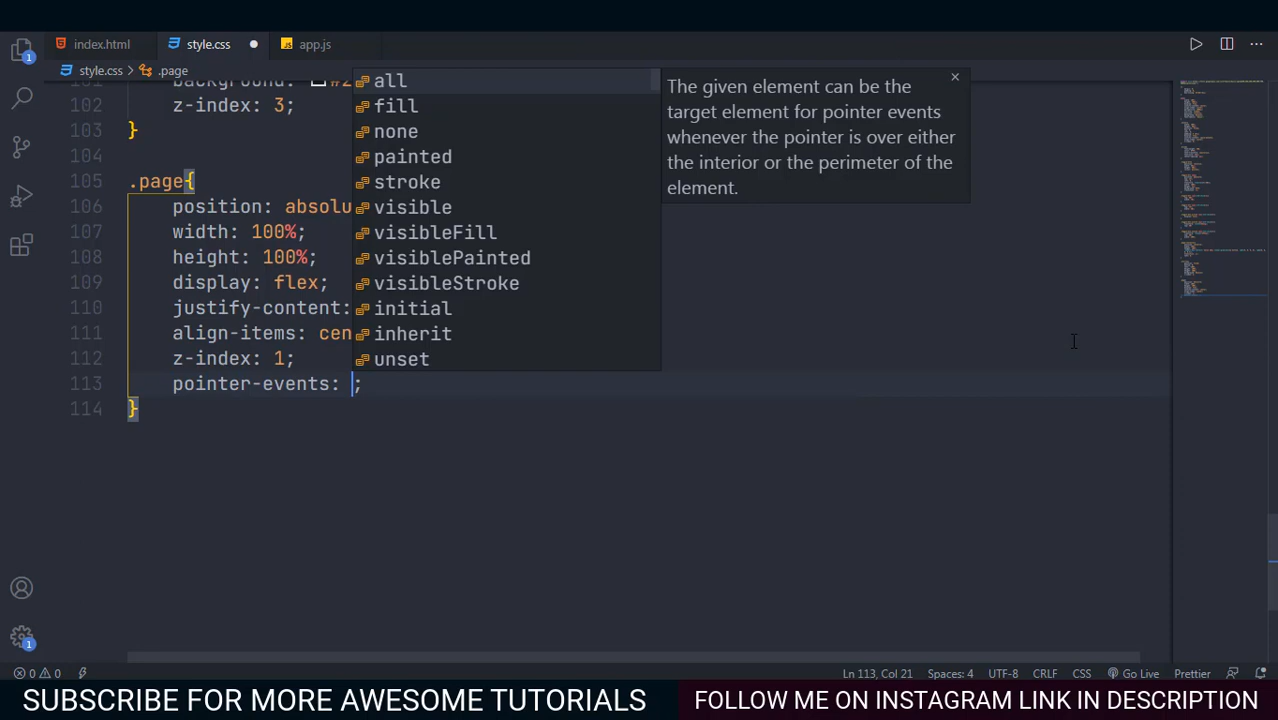 index.html style.css app.js
style.css .page
101 background: #2
102 z-index: 3;
103 }
104
105 .page{
106 position: absolu
107 width: 100%;
108 height: 100%;
109 display: flex;
110 justify-content:
111 align-items: cen
112 z-index: 1;
113 pointer-events: ;
114 }
all
fill
none
painted
stroke
visible
visibleFill
visiblePainted
visibleStroke
initial
inherit
unset
The given element can be the
target element for pointer events
whenever the pointer is over either
the interior or the perimeter of the
element.
1
1
0 0 Ln 113, Col 21 Spaces: 4 UTF-8 CRLF CSS Go Live Prettier
SUBSCRIBE FOR MORE AWESOME TUTORIALS FOLLOW ME ON INSTAGRAM LINK IN DESCRIPTION